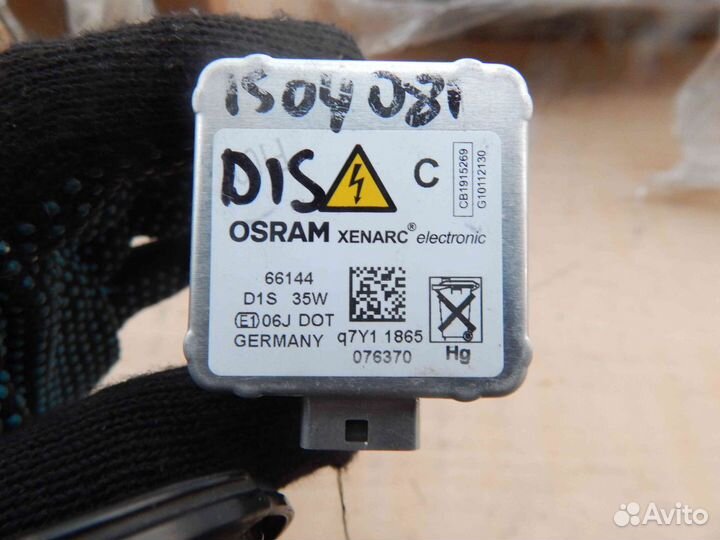 1504081
D1S
C
CB1915269
G10112130
OSRAM XENARC® electronic
66144
D1S 35W
E1 06J DOT
GERMANY
q7Y1 1865
076370
Hg
Avito